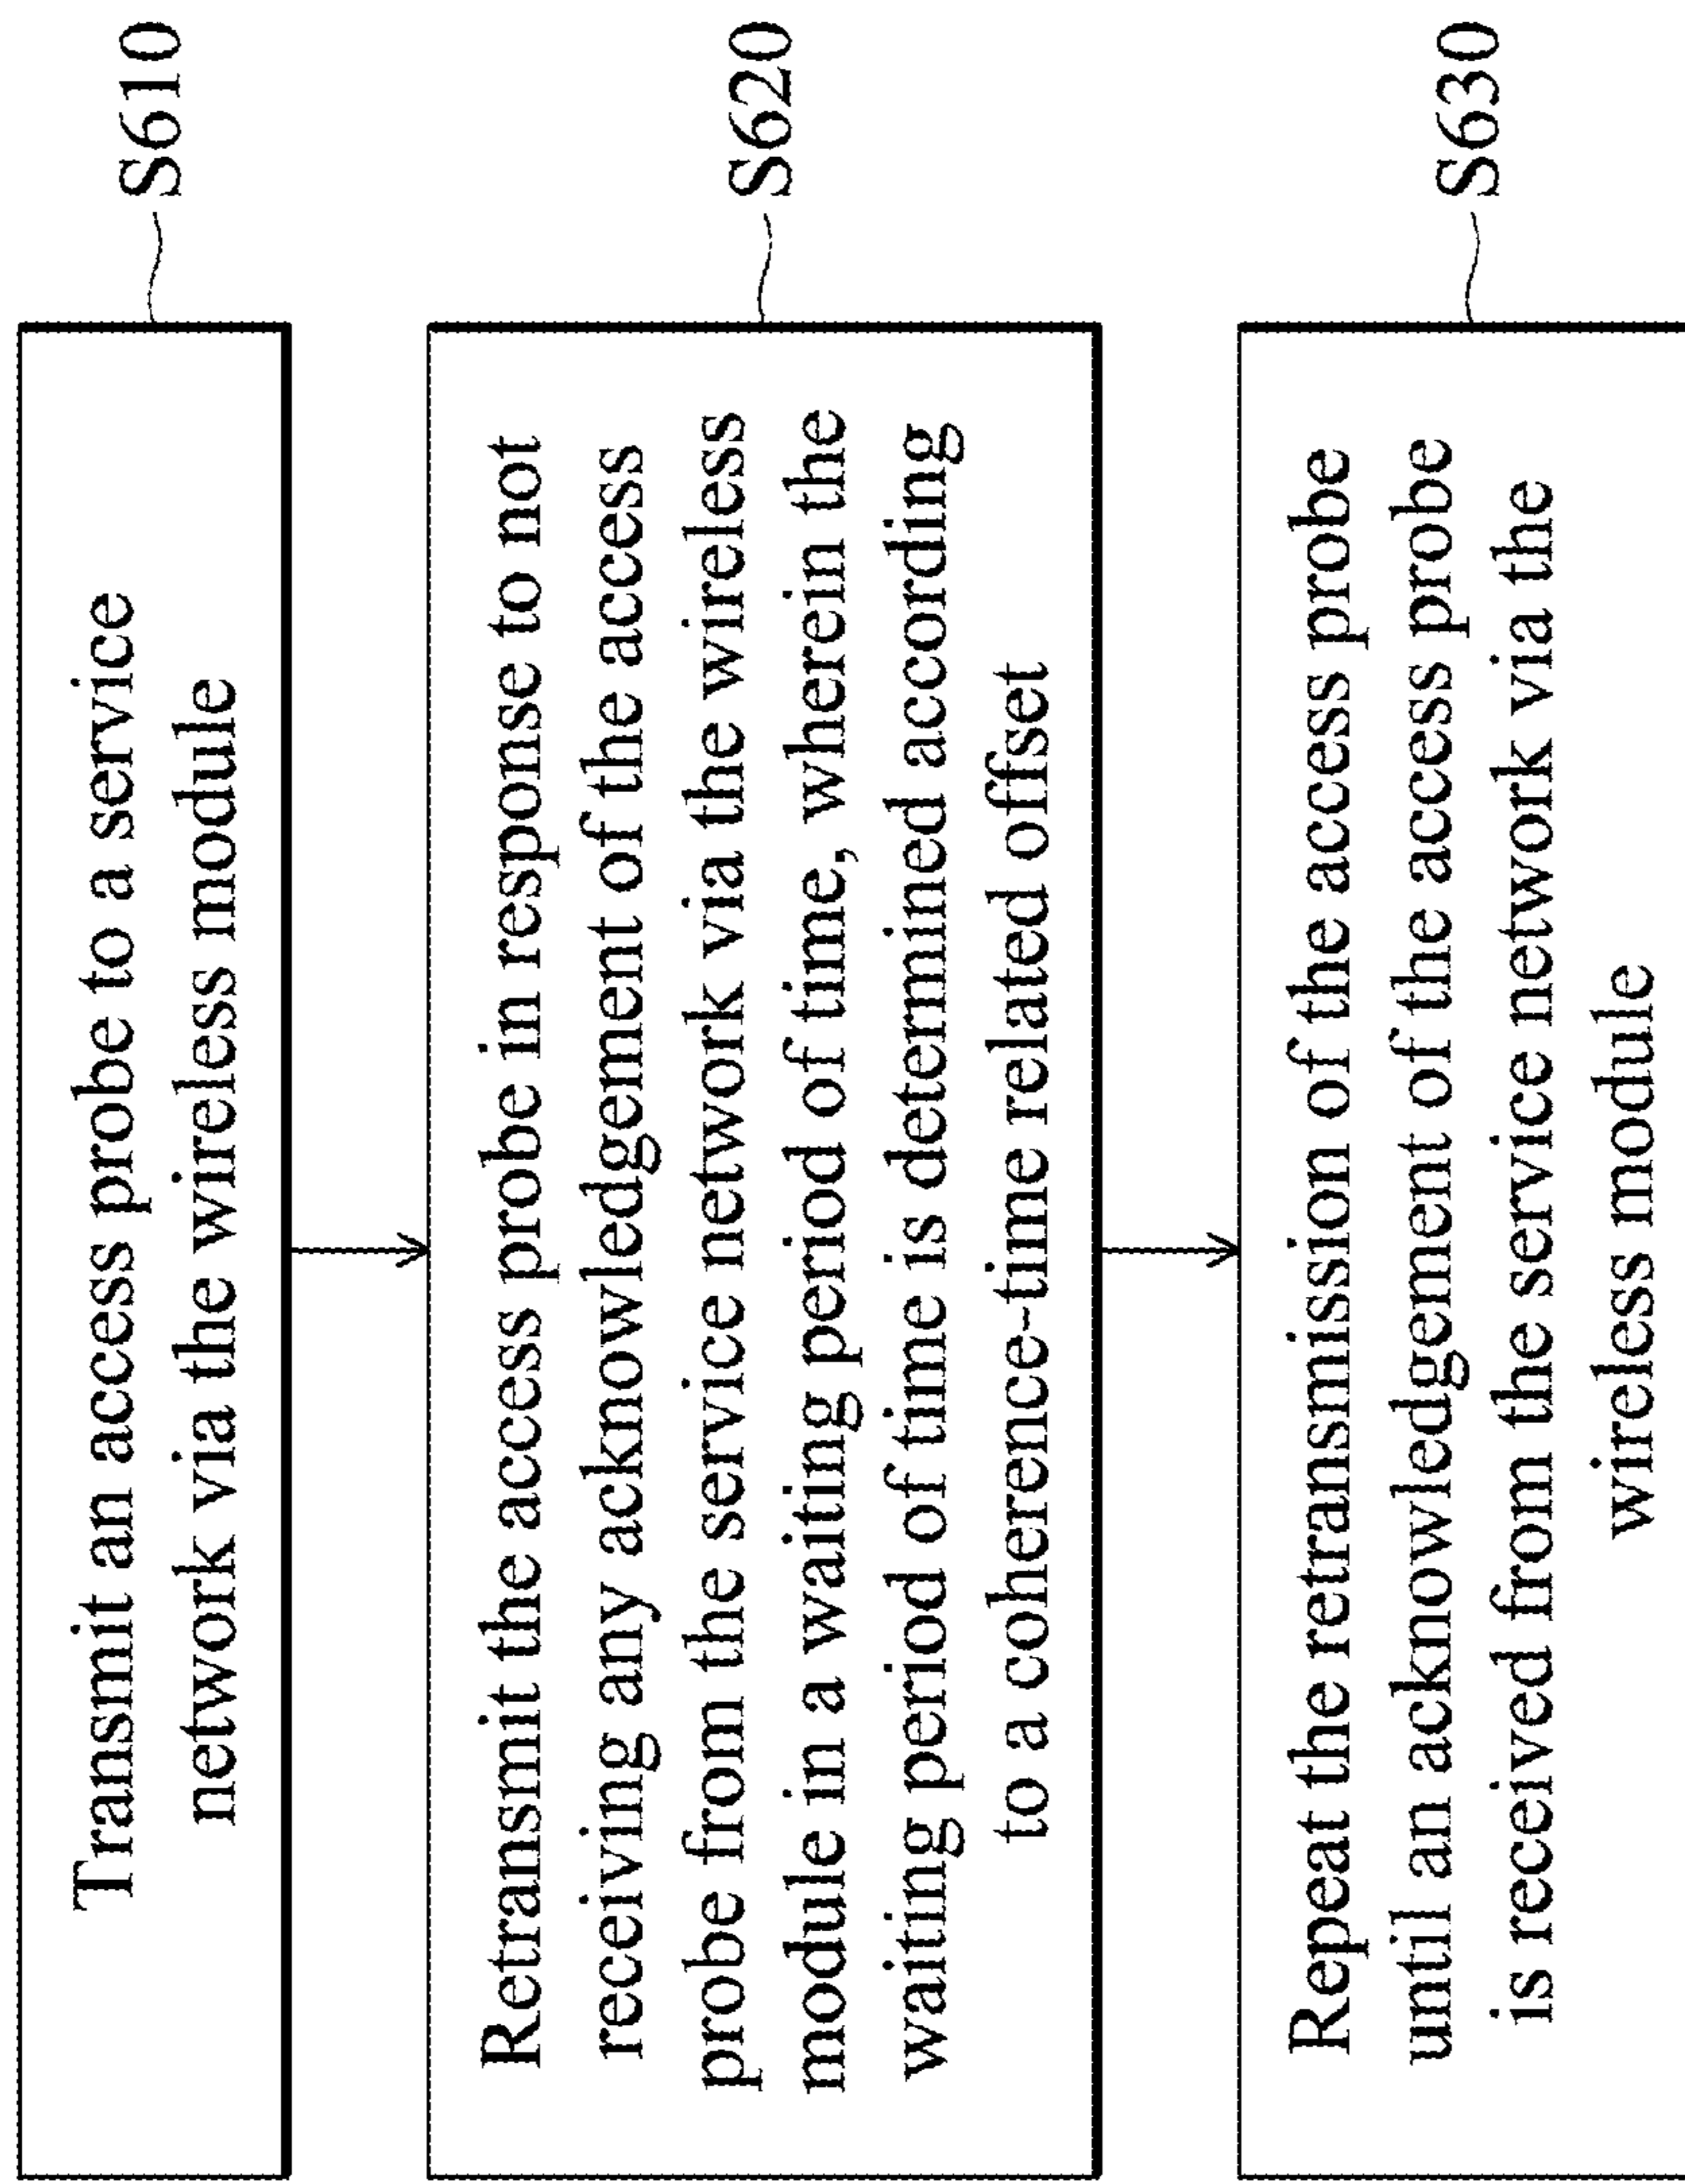 Transmit an access probe to a service
network via the wireless module
S610
Retransmit the access probe in response to not
receiving any acknowledgement of the access
probe from the service network via the wireless
module in a waiting period of time, wherein the
waiting period of time is determined according
to a coherence-time related offset
S620
Repeat the retransmission of the access probe
until an acknowledgement of the access probe
is received from the service network via the
wireless module
S630